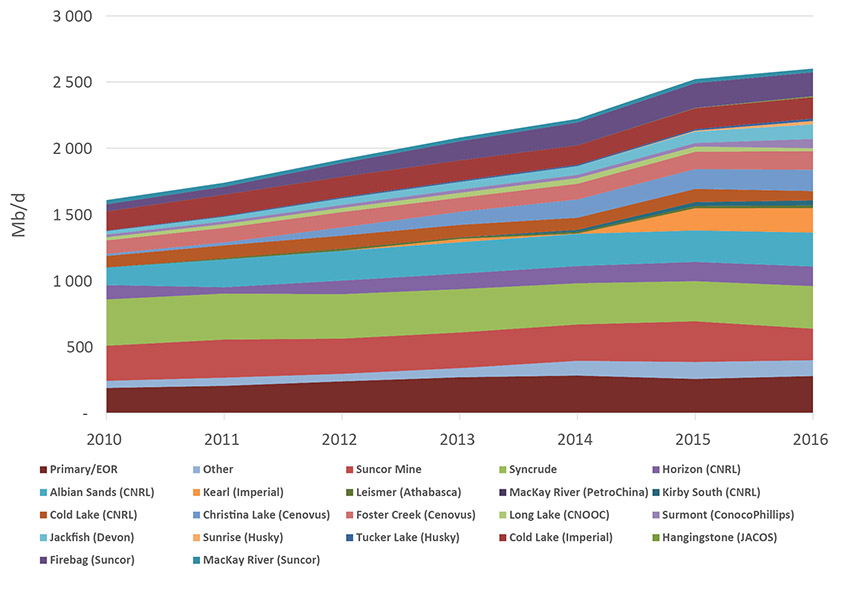 3 000
2 500
2 000
1 500
1 000
500
-
Mb/d
2010 2011 2012 2013 2014 2015 2016
Primary/EOR Other Suncor Mine Syncrude Horizon (CNRL)
Albian Sands (CNRL) Kearl (Imperial) Leismer (Athabasca) MacKay River (PetroChina) Kirby South (CNRL)
Cold Lake (CNRL) Christina Lake (Cenovus) Foster Creek (Cenovus) Long Lake (CNOOC) Surmont (ConocoPhillips)
Jackfish (Devon) Sunrise (Husky) Tucker Lake (Husky) Cold Lake (Imperial) Hangingstone (JACOS)
Firebag (Suncor) MacKay River (Suncor)